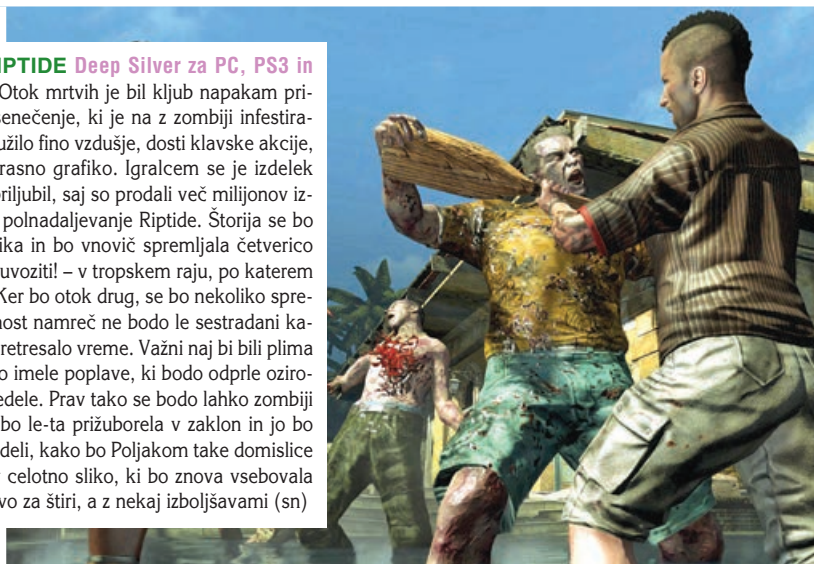 IPTIDE Deep Silver za PC, PS3 in
Otok mrtvih je bil kljub napakam pri-
senečenje, ki je na z zombiji infestira-
užilo fino vzdušje, dosti klavske akcije,
rasno grafiko. Igralcem se je izdelek
priljubil, saj so prodali več milijonov iz-
polnadaljevanje Riptide. Štorija se bo
ika in bo vnovič spremljala četverico
uvoziti! – v tropskem raju, po katerem
Ker bo otok drug, se bo nekoliko spre-
nost namreč ne bodo le sestradani ka-
retresalo vreme. Važni naj bi bili plima
o imele poplave, ki bodo odprle oziro-
edele. Prav tako se bodo lahko zombiji
bo le-ta prižuborela v zaklon in jo bo
deli, kako bo Poljakom take domislice
celotno sliko, ki bo znova vsebovala
vo za štiri, a z nekaj izboljšavami (sn)